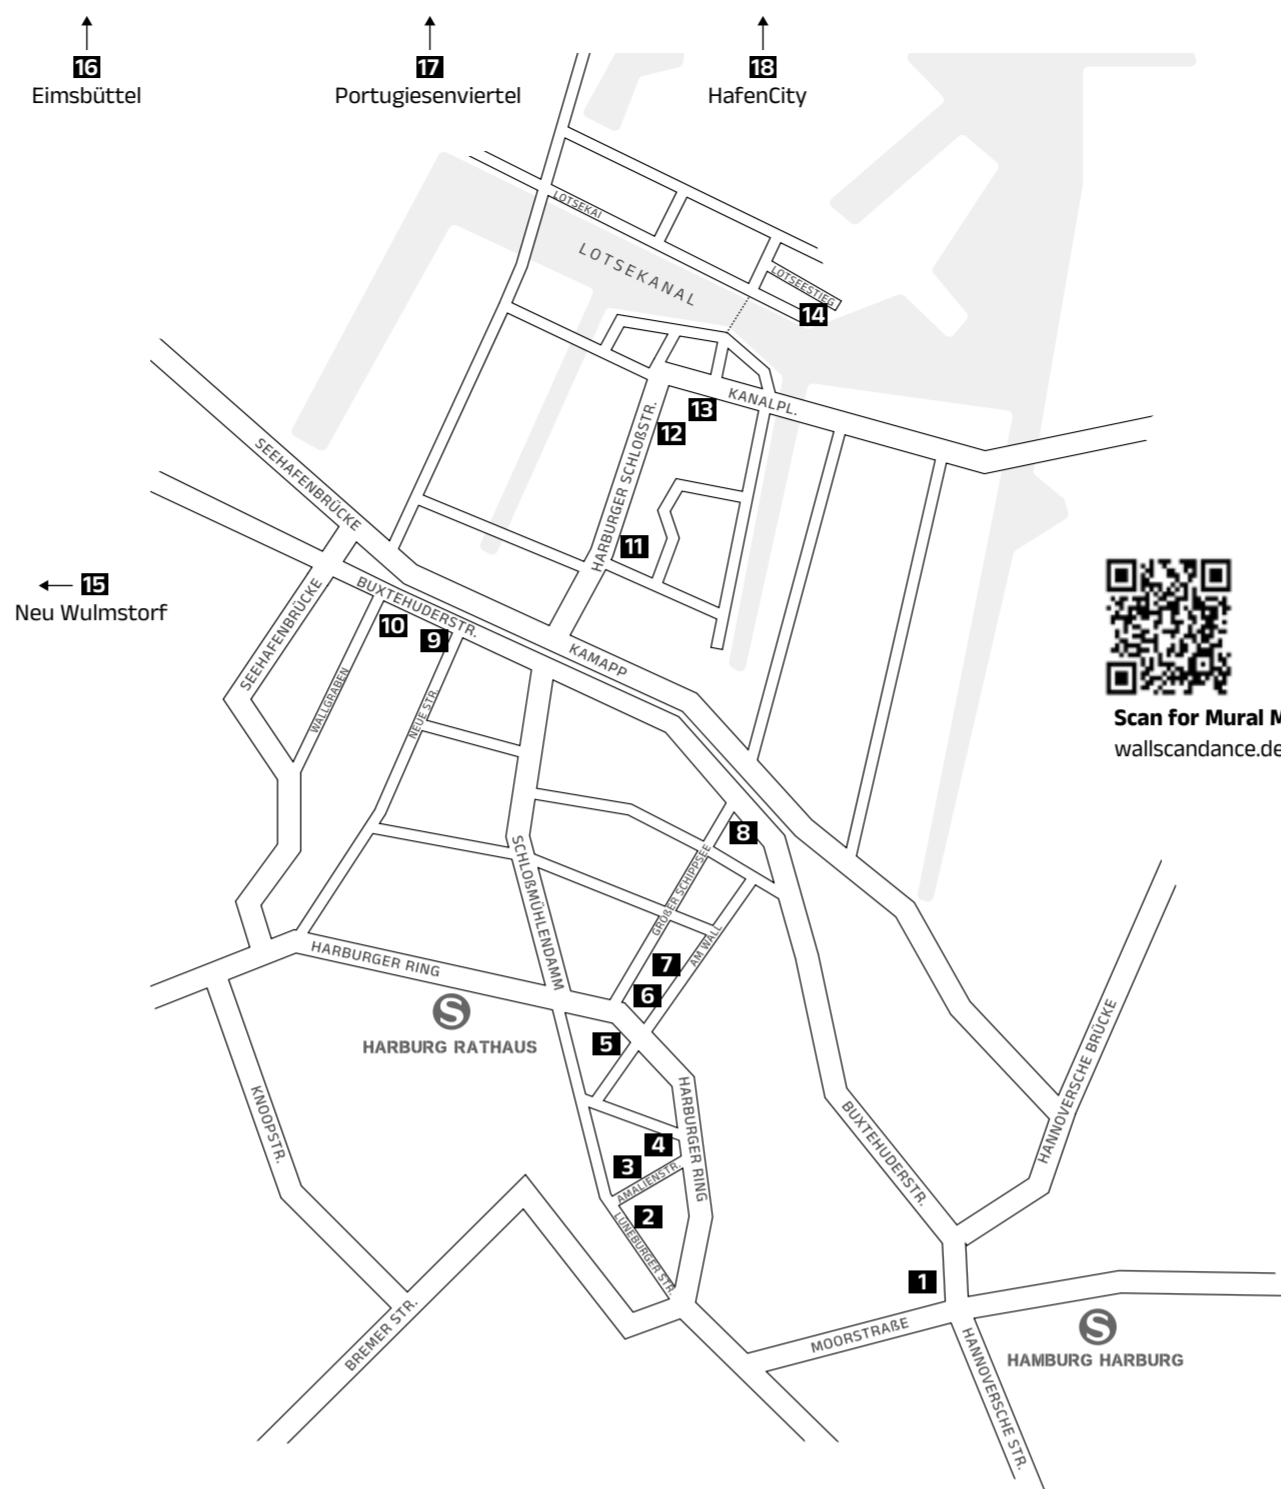 16
Eimsbüttel
17
Portugiesenviertel
18
HafenCity
LOTSEKAI
LOTSEKANAL
LOTSEESTIEG
14
KANALPL.
13
12
HARBURGER SCHLOßSTR.
11
SEEHAFENBRÜCKE
15
Neu Wulmstorf
SEEHAFENBRÜCKE
BUXTEHUDERSTR.
10
9
KAMAPP
WALLGRABEN
NEUE STR.
Scan for Mural M
wallscandance.de
8
SCHLOßMÜHLENDAMM
GROßER SCHIPPSEE
AM WALL
7
6
HARBURGER RING
S
HARBURG RATHAUS
5
KNOOPSTR.
HARBURGER RING
4
3
AMALIENSTR.
2
LÜNEBURGER STR.
BUXTEHUDERSTR.
HANNOVERSCHE BRÜCKE
1
BREMER STR.
MOORSTRAßE
S
HAMBURG HARBURG
HANNOVERSCHE STR.